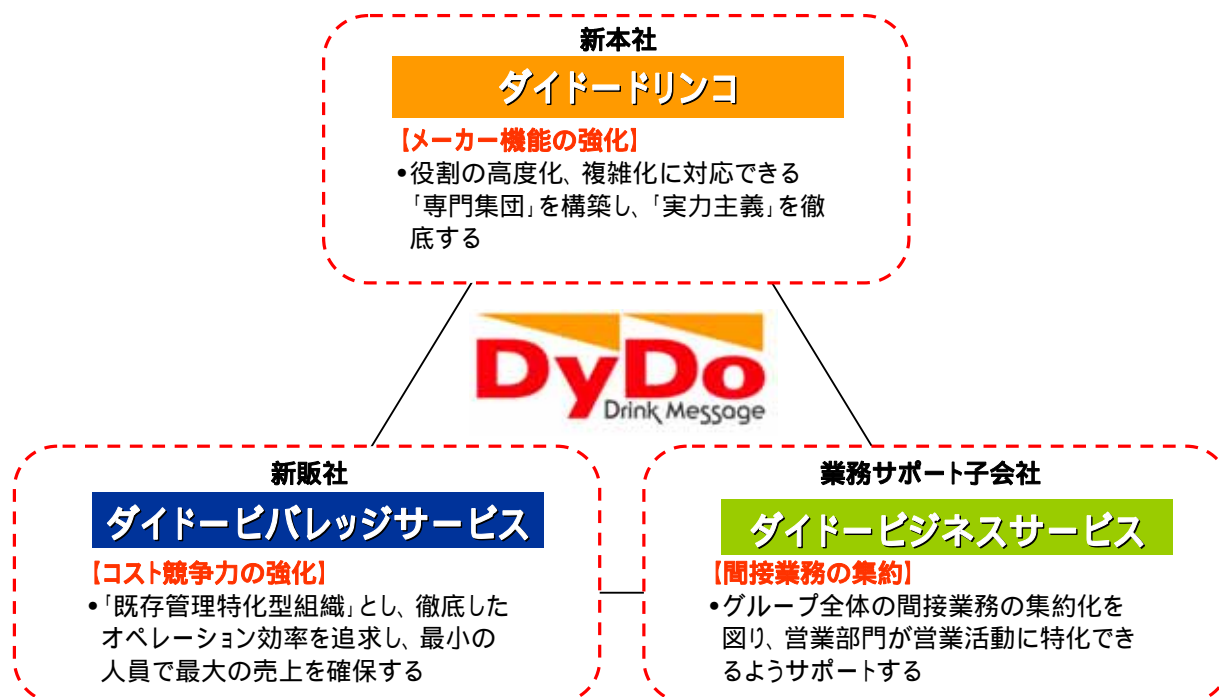 新本社
ダイドードリンコ
【メーカー機能の強化】
•役割の高度化、複雑化に対応できる
「専門集団」を構築し、「実力主義」を徹
底する
DyDo
Drink Message
新販社
ダイドービバレッジサービス
【コスト競争力の強化】
•「既存管理特化型組織」とし、徹底した
オペレーション効率を追求し、最小の
人員で最大の売上を確保する
業務サポート子会社
ダイドービジネスサービス
【間接業務の集約】
•グループ全体の間接業務の集約化を
図り、営業部門が営業活動に特化でき
るようサポートする